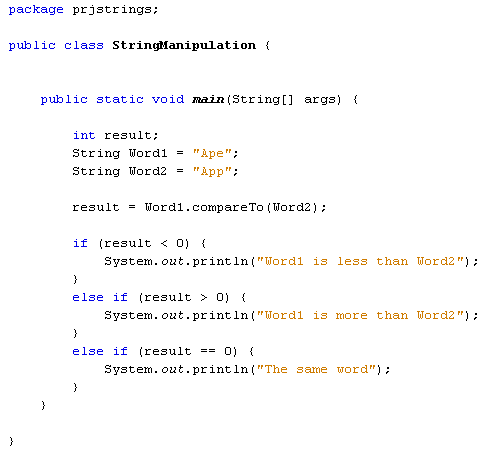 package prjstrings;
public class StringManipulation {
public static void main(String[] args) {
int result;
String Word1 = "Ape";
String Word2 = "App";
result = Word1.compareTo(Word2);
if (result < 0) {
System.out.println("Word1 is less than Word2");
}
else if (result > 0) {
System.out.println("Word1 is more than Word2");
}
else if (result == 0) {
System.out.println("The same word");
}
}
}